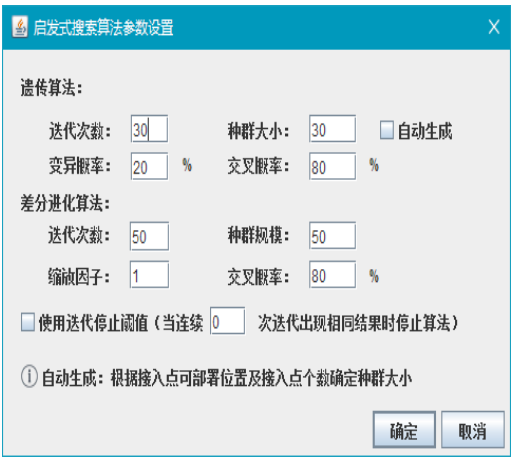 启发式搜索算法参数设置
遗传算法：
迭代次数： 30 种群大小： 30 自动生成
变异概率： 20 % 交叉概率： 80 %
差分进化算法：
迭代次数： 50 种群规模： 50
缩放因子： 1 交叉概率： 80 %
使用迭代停止阈值（当连续 0 次迭代出现相同结果时停止算法）
自动生成：根据接入点可部署位置及接入点个数确定种群大小
确定 取消